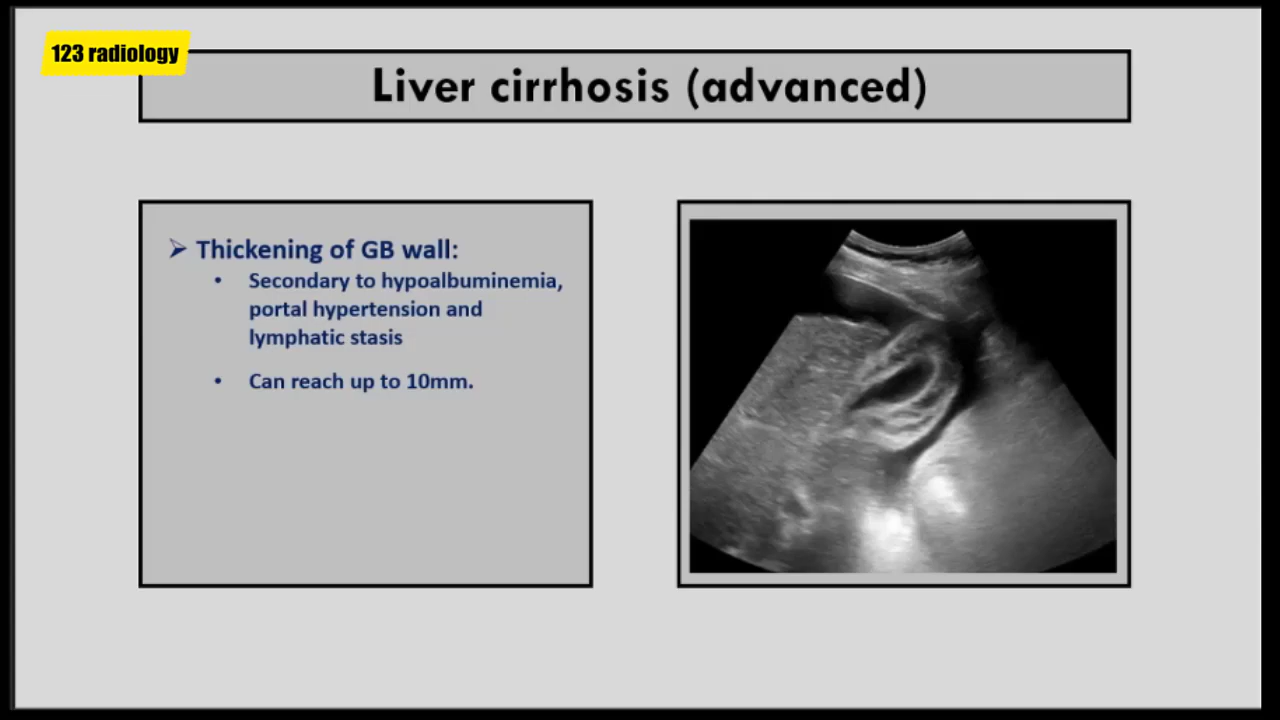 123 radiology
Liver cirrhosis (advanced)
➢ Thickening of GB wall:
• Secondary to hypoalbuminemia,
portal hypertension and
lymphatic stasis
• Can reach up to 10mm.